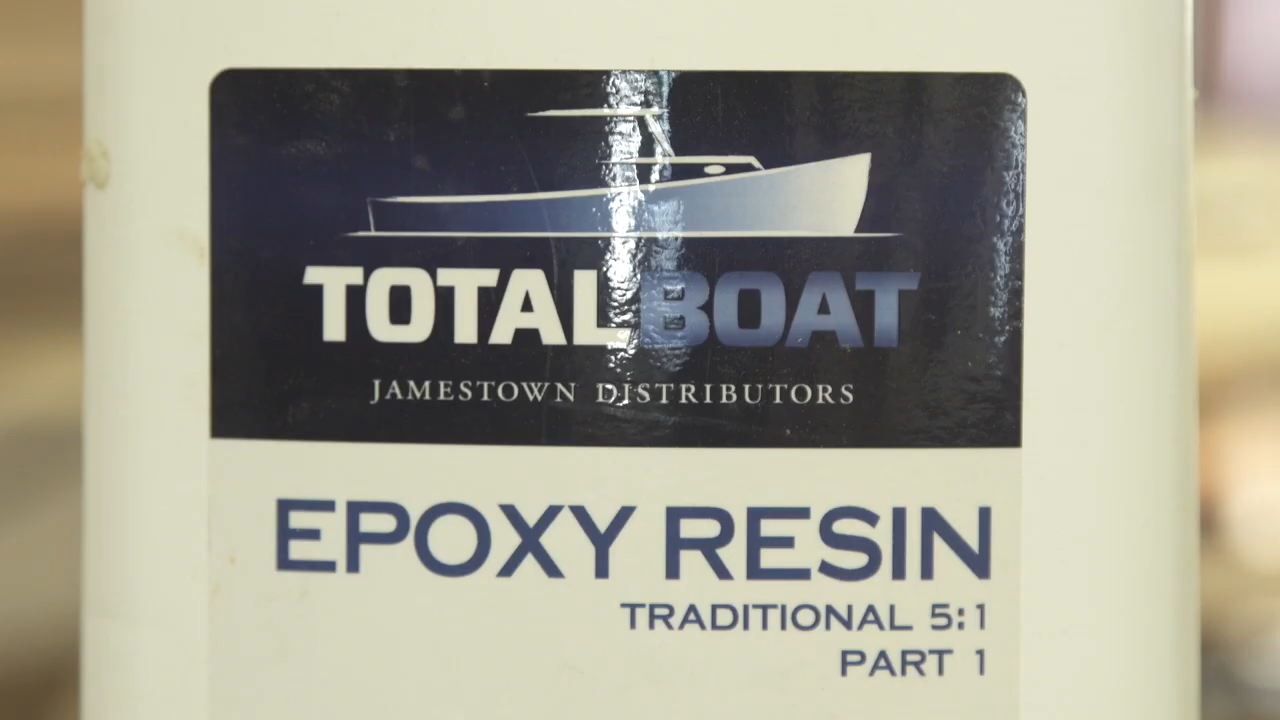 TOTALBOAT
JAMESTOWN DISTRIBUTORS
EPOXY RESIN
TRADITIONAL 5:1
PART 1